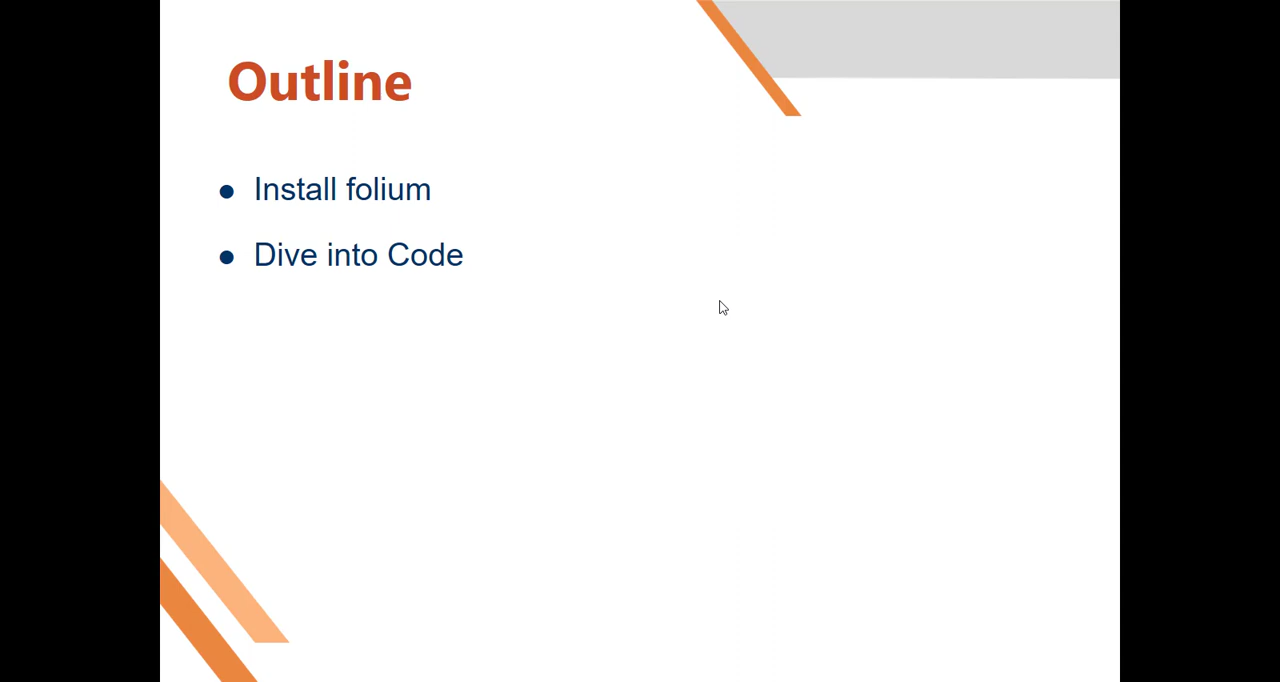 Outline
● Install folium
● Dive into Code